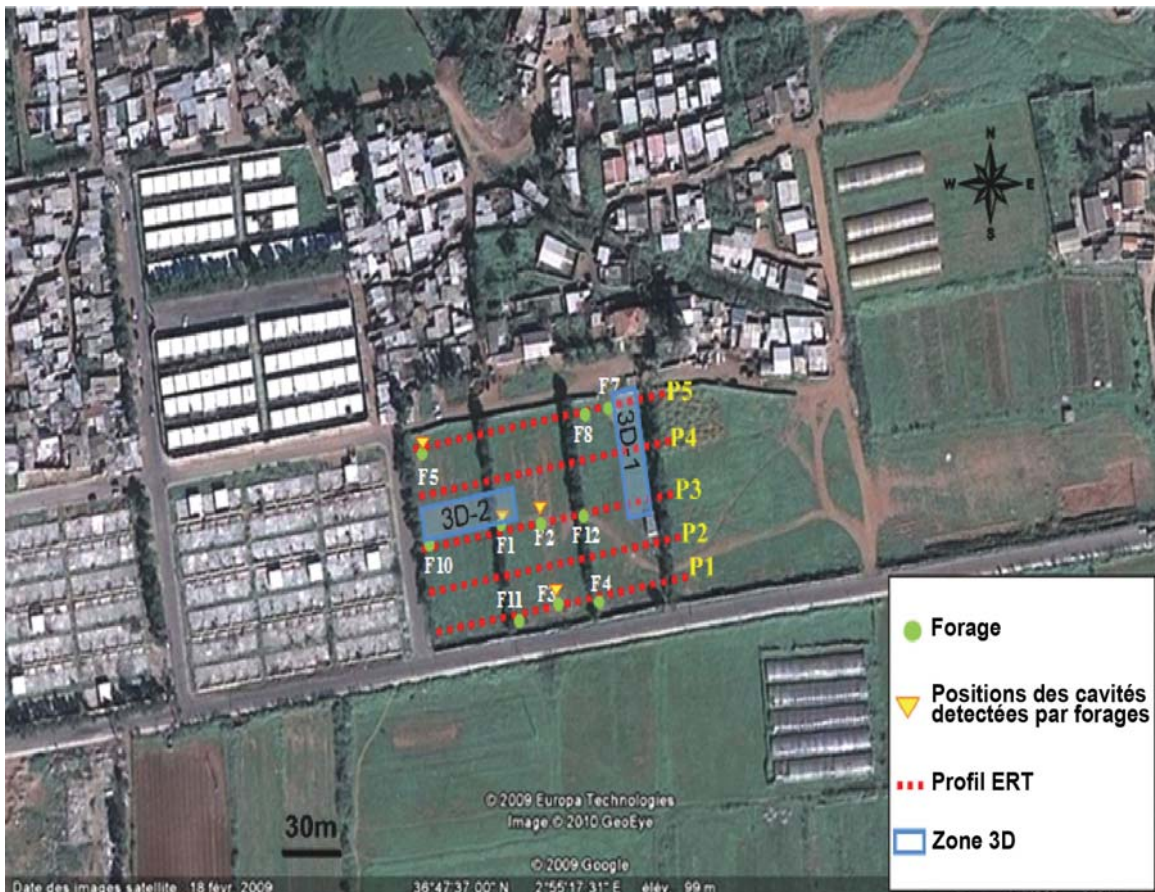 N
W E
S
F7
P5
F8
3D-1
P4
F5
P3
3D-2
F1
F2
F12
P2
F10
P1
F3
F4
F11
Forage
Positions des cavités
detectées par forages
Profil ERT
Zone 3D
© 2009 Europa Technologies
Image © 2010 GeoEye
30m
© 2009 Google
Date des images satellite 18 févr. 2009 36°47'37.00" N 2°55'17.31" E élév. 99 m